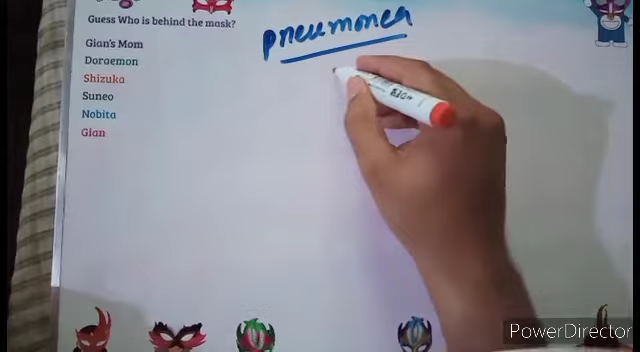 Guess Who is behind the mask?
pneumonea
Gian's Mom
Doraemon
Shizuka
Suneo
Nobita
Gian
PowerDirector